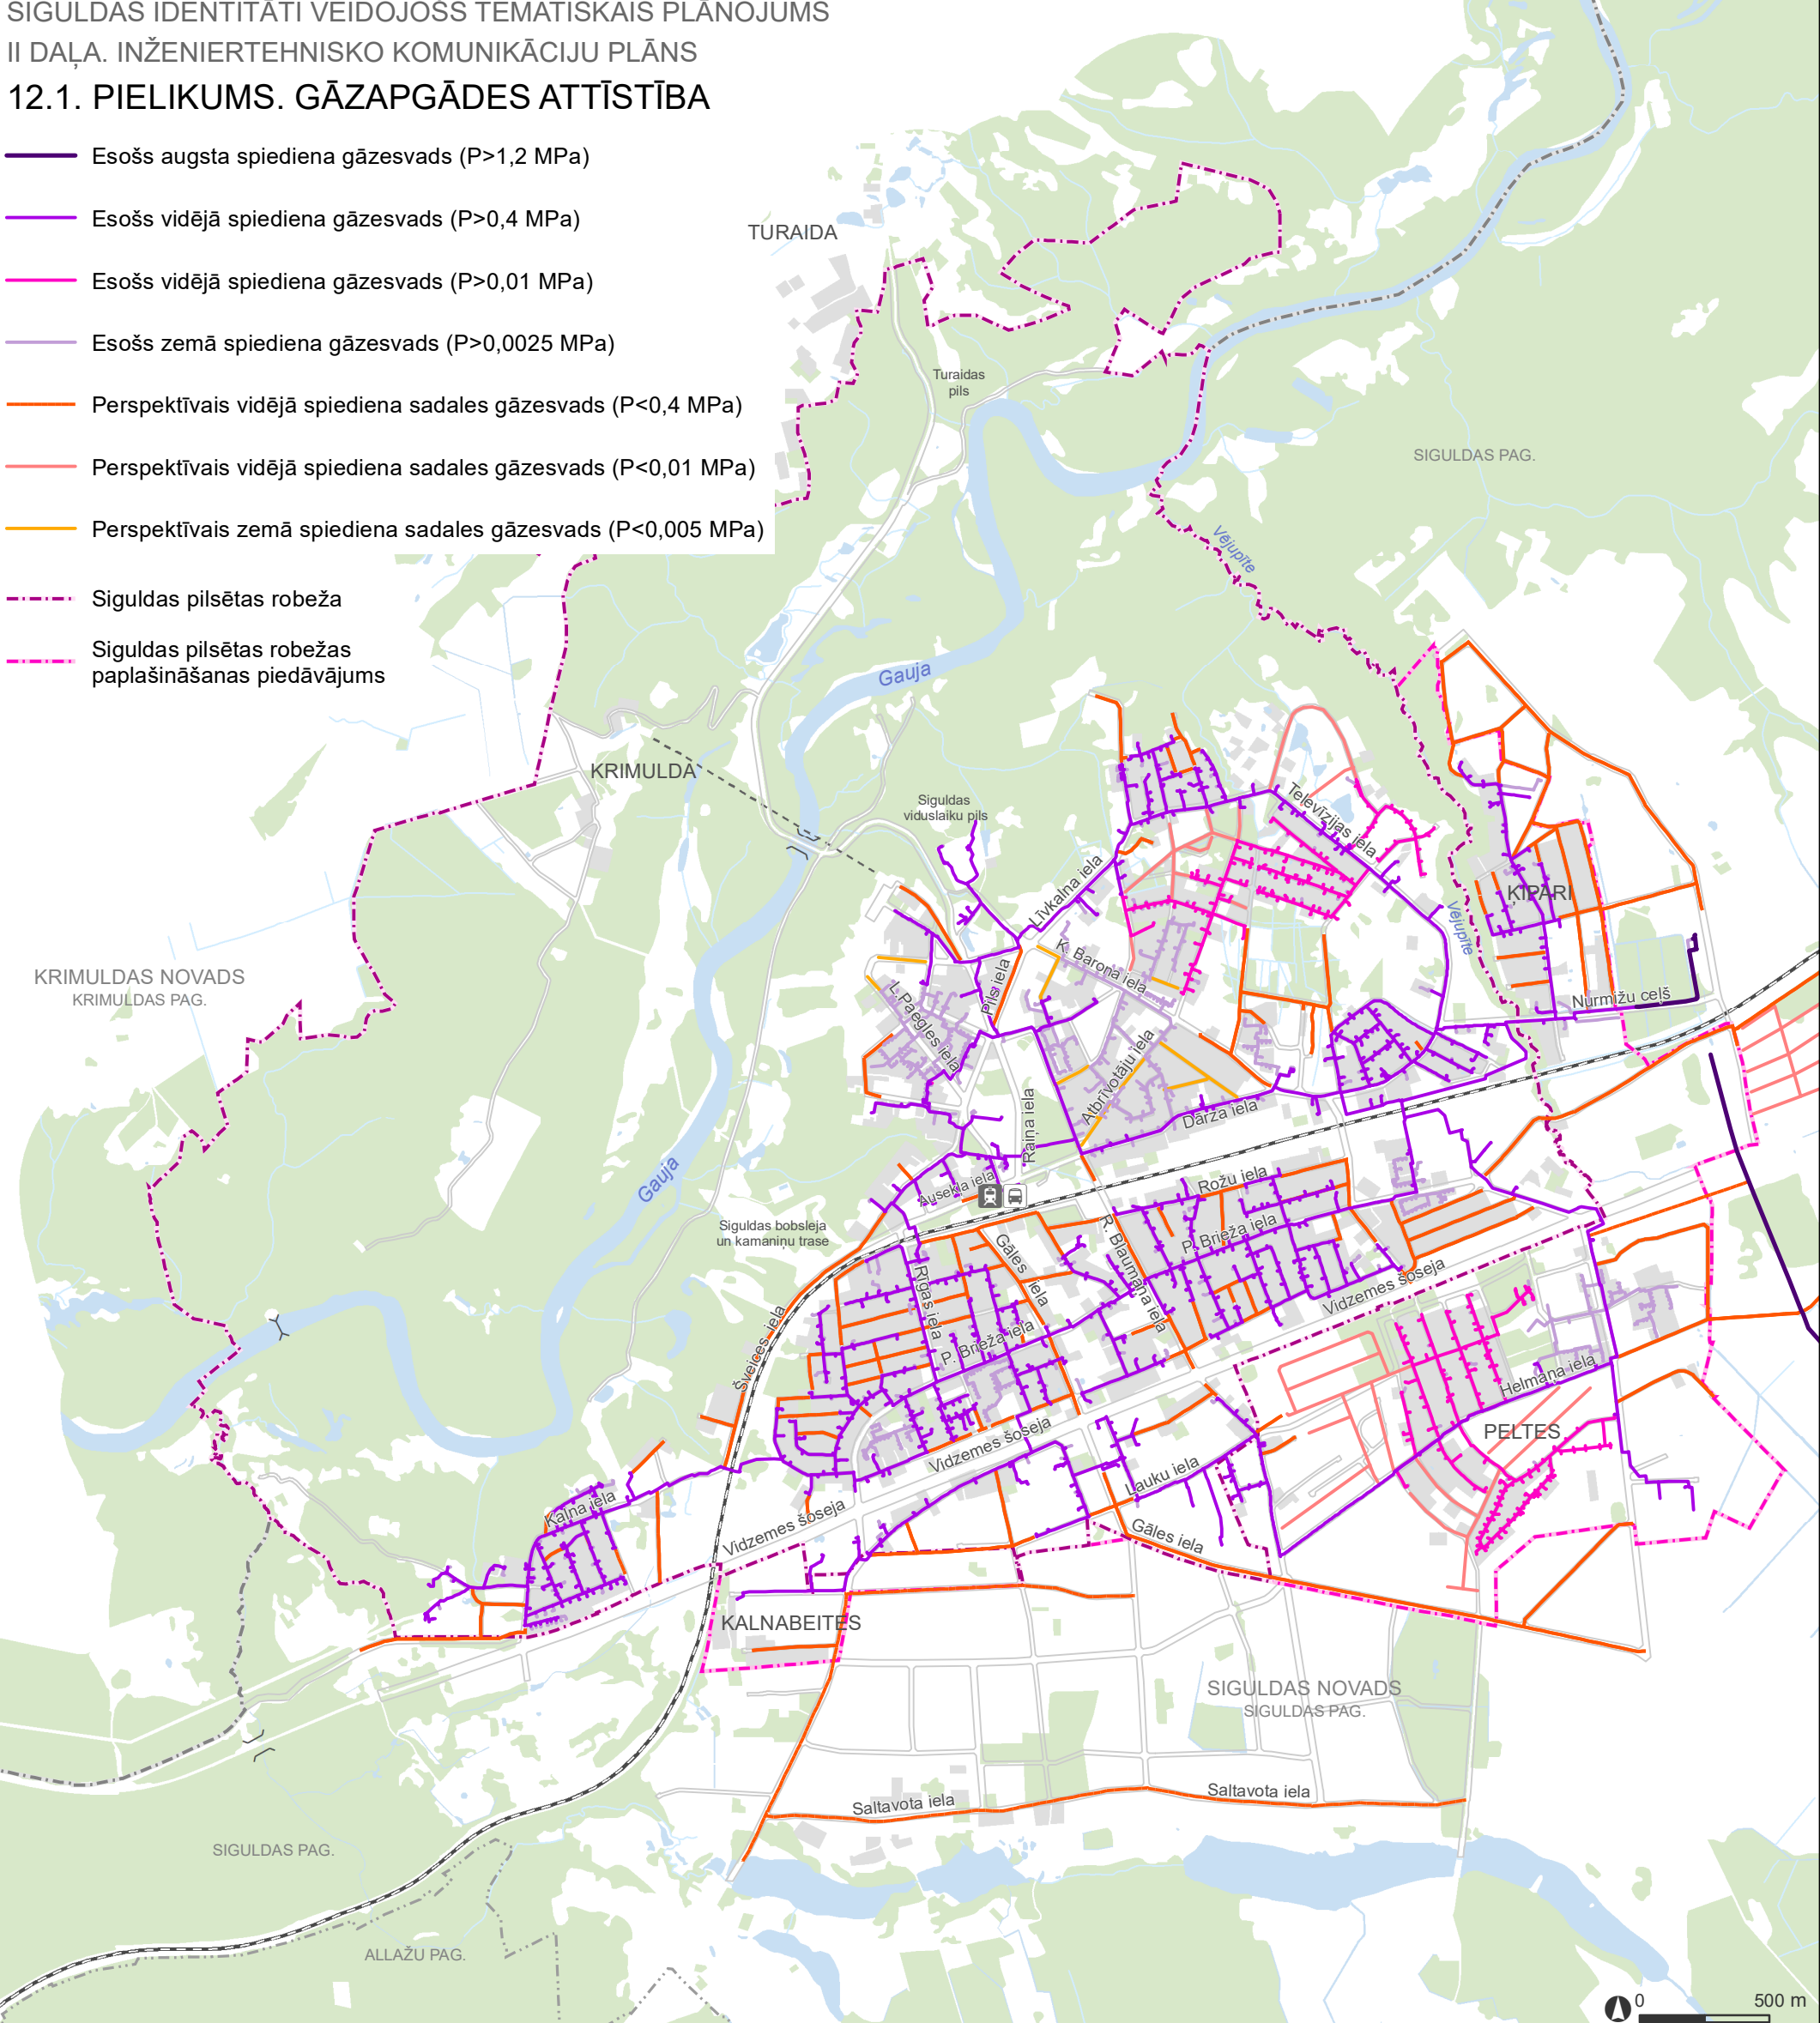 SIGULDAS IDENTITĀTI VEIDOJOŠS TEMATISKAIS PLĀNOJUMS
II DAĻA. INŽENIERTEHNISKO KOMUNIKĀCIJU PLĀNS
12.1. PIELIKUMS. GĀZAPGĀDES ATTĪSTĪBA
Esošs augsta spiediena gāzesvads (P>1,2 MPa)
Esošs vidējā spiediena gāzesvads (P>0,4 MPa)
Esošs vidējā spiediena gāzesvads (P>0,01 MPa)
Esošs zemā spiediena gāzesvads (P>0,0025 MPa)
Perspektīvais vidējā spiediena sadales gāzesvads (P<0,4 MPa)
Perspektīvais vidējā spiediena sadales gāzesvads (P<0,01 MPa)
Perspektīvais zemā spiediena sadales gāzesvads (P<0,005 MPa)
Siguldas pilsētas robeža
Siguldas pilsētas robežas
paplašināšanas piedāvājums
TURAIDA
Turaidas
pils
SIGULDAS PAG.
Vējupīte
Gauja
KRIMULDA
Siguldas
viduslaiku pils
Televīzijas iela
Līvkalna iela
ĶIPARI
Vējupīte
K. Barona iela
KRIMULDAS NOVADS
KRIMULDAS PAG.
Pils iela
L.Paegles iela
Nurmižu ceļš
Atbrīvotāju iela
Raiņa iela
Dārza iela
Gauja
Ausekļa iela
Rožu iela
Siguldas bobsleja
un kamaniņu trase
P. Brieža iela
R. Blaumaņa iela
Gāles iela
Rīgas iela
Vidzemes šoseja
P. Brieža iela
Šveices iela
Helmaņa iela
PELTES
Vidzemes šoseja
Lauku iela
Kalna iela
Vidzemes šoseja
Gāles iela
KALNABEITES
SIGULDAS NOVADS
SIGULDAS PAG.
Saltavota iela
Saltavota iela
SIGULDAS PAG.
ALLAŽU PAG.
0 500 m